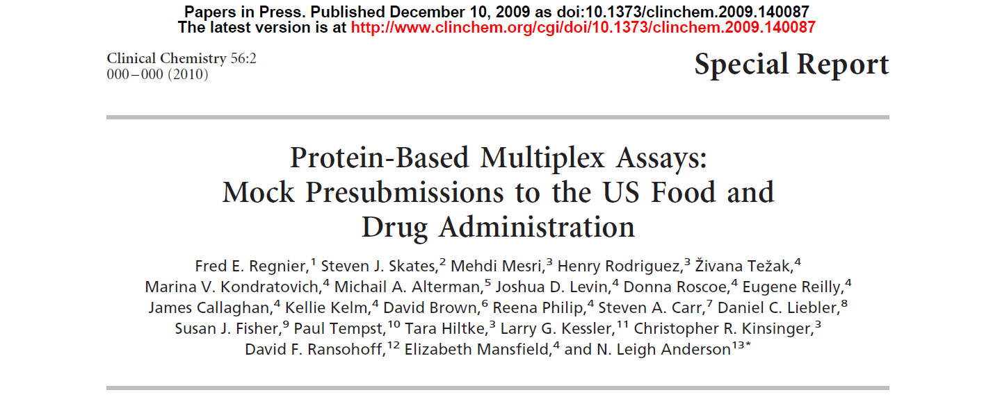 Papers in Press. Published December 10, 2009 as doi:10.1373/clinchem.2009.140087
The latest version is at http://www.clinchem.org/cgi/doi/10.1373/clinchem.2009.140087
Clinical Chemistry 56:2
000–000 (2010)
Special Report
Protein-Based Multiplex Assays:
Mock Presubmissions to the US Food and
Drug Administration
Fred E. Regnier,1 Steven J. Skates,2 Mehdi Mesri,3 Henry Rodriguez,3 Živana Težak,4
Marina V. Kondratovich,4 Michail A. Alterman,5 Joshua D. Levin,4 Donna Roscoe,4 Eugene Reilly,4
James Callaghan,4 Kellie Kelm,4 David Brown,6 Reena Philip,4 Steven A. Carr,7 Daniel C. Liebler,8
Susan J. Fisher,9 Paul Tempst,10 Tara Hiltke,3 Larry G. Kessler,11 Christopher R. Kinsinger,3
David F. Ransohoff,12 Elizabeth Mansfield,4 and N. Leigh Anderson13*